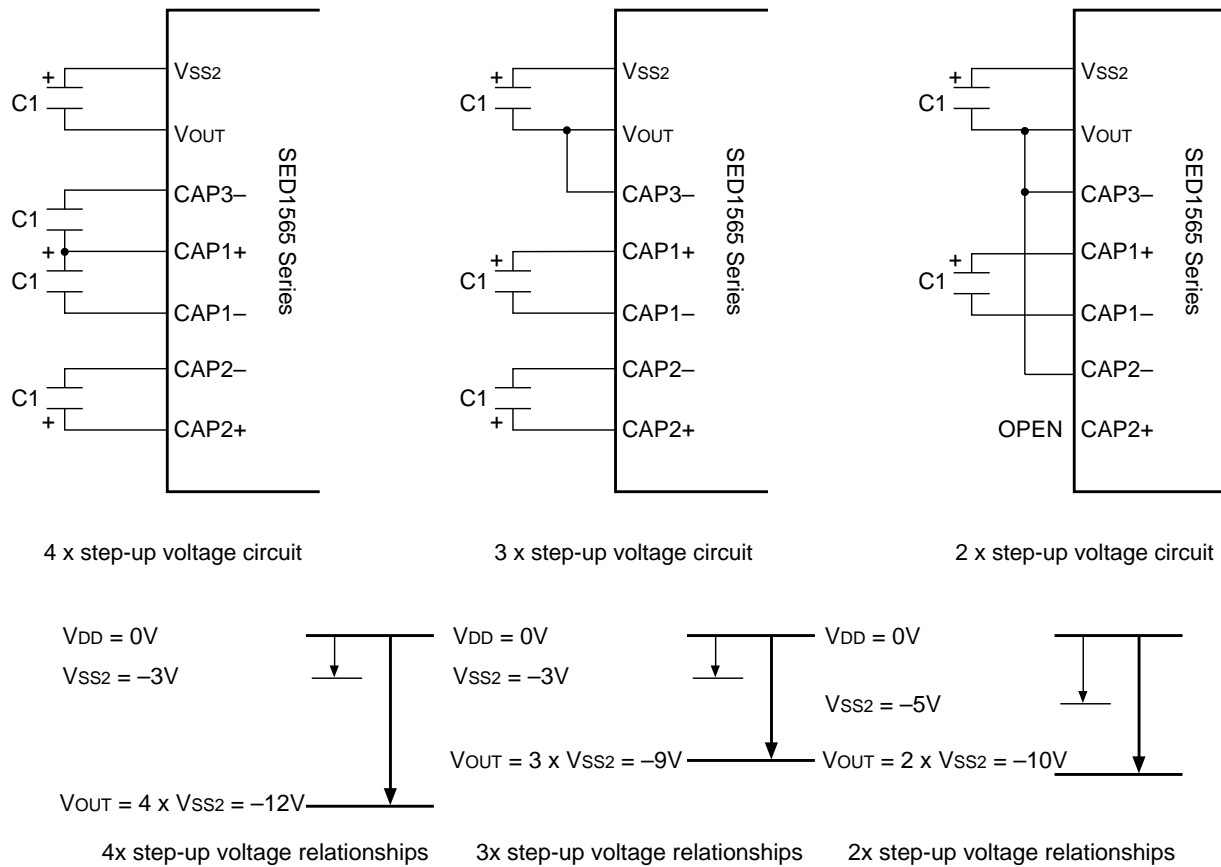 +
C1
VSS2
VOUT
C1
+
C1
CAP3–
CAP1+
CAP1–
C1
+
CAP2–
CAP2+
SED1565 Series
4 x step-up voltage circuit
+
C1
VSS2
VOUT
CAP3–
+
C1
CAP1+
CAP1–
C1
+
CAP2–
CAP2+
SED1565 Series
3 x step-up voltage circuit
+
C1
VSS2
VOUT
CAP3–
+
C1
CAP1+
CAP1–
CAP2–
OPEN CAP2+
SED1565 Series
2 x step-up voltage circuit
VDD = 0V
VSS2 = –3V
VOUT = 4 x VSS2 = –12V
4x step-up voltage relationships
VDD = 0V
VSS2 = –3V
VOUT = 3 x VSS2 = –9V
3x step-up voltage relationships
VDD = 0V
VSS2 = –5V
VOUT = 2 x VSS2 = –10V
2x step-up voltage relationships